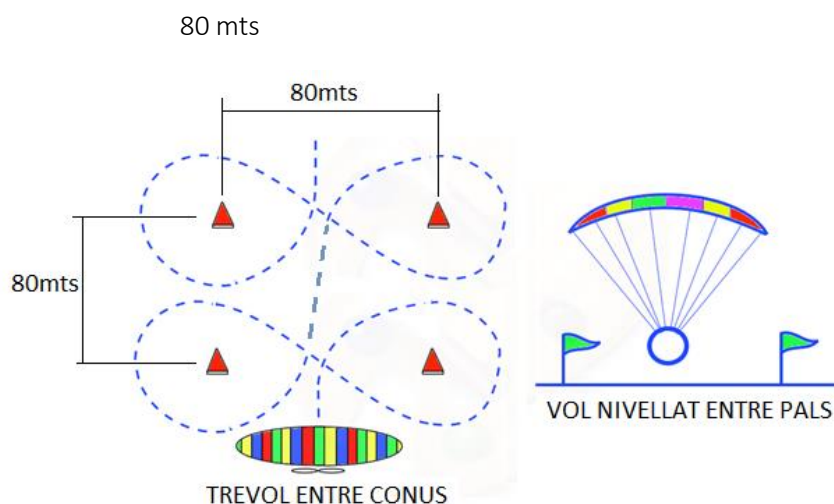 80 mts
80mts
80mts
VOL NIVELLAT ENTRE PALS
TREVOL ENTRE CONUS